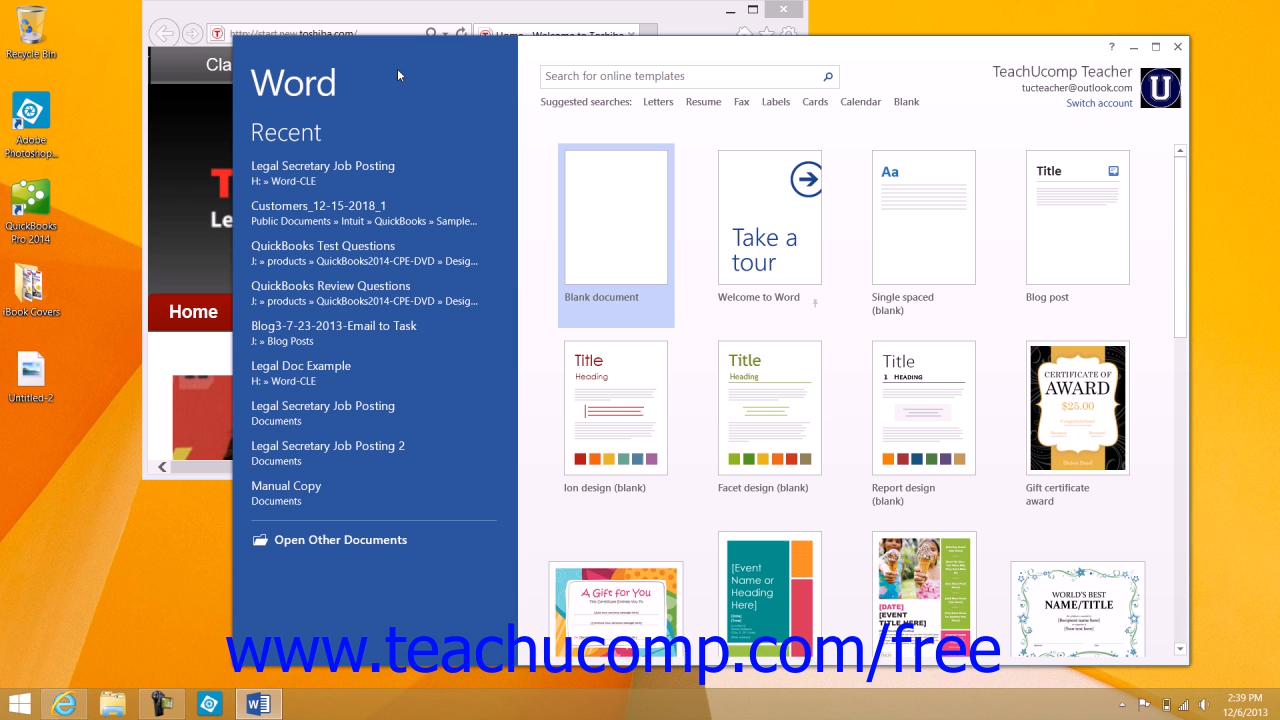 Recycle Bin
Adobe
Photoshop...
QuickBooks
Pro 2014
iBook Covers
Untitled-2
http://start.new.toshiba.com/
Home - Welcome to Toshiba
Cla
Le
Home
Word
Recent
Legal Secretary Job Posting
H: » Word-CLE
Customers_12-15-2018_1
Public Documents » Intuit » QuickBooks » Sample...
QuickBooks Test Questions
J: » products » QuickBooks2014-CPE-DVD » Desig...
QuickBooks Review Questions
J: » products » QuickBooks2014-CPE-DVD » Desig...
Blog3-7-23-2013-Email to Task
J: » Blog Posts
Legal Doc Example
H: » Word-CLE
Legal Secretary Job Posting
Documents
Legal Secretary Job Posting 2
Documents
Manual Copy
Documents
Open Other Documents
Search for online templates
Suggested searches: Letters Resume Fax Labels Cards Calendar Blank
TeachUcomp Teacher
tucteacher@outlook.com
Switch account
U
Take a
tour
Aa
Title
Blank document
Welcome to Word
Single spaced
(blank)
Blog post
Title
Heading
Title
Heading
Title
1 HEADING
CERTIFICATE OF
AWARD
$25.00
Ion design (blank)
Facet design (blank)
Report design
(blank)
Gift certificate
award
A Gift for You
[Event
Name or
Heading
Here]
[DATE]
[EVENT
TITLE HERE]
WORLD'S BEST
NAME/TITLE
www.teachucomp.com/free
2:39 PM
12/6/2013